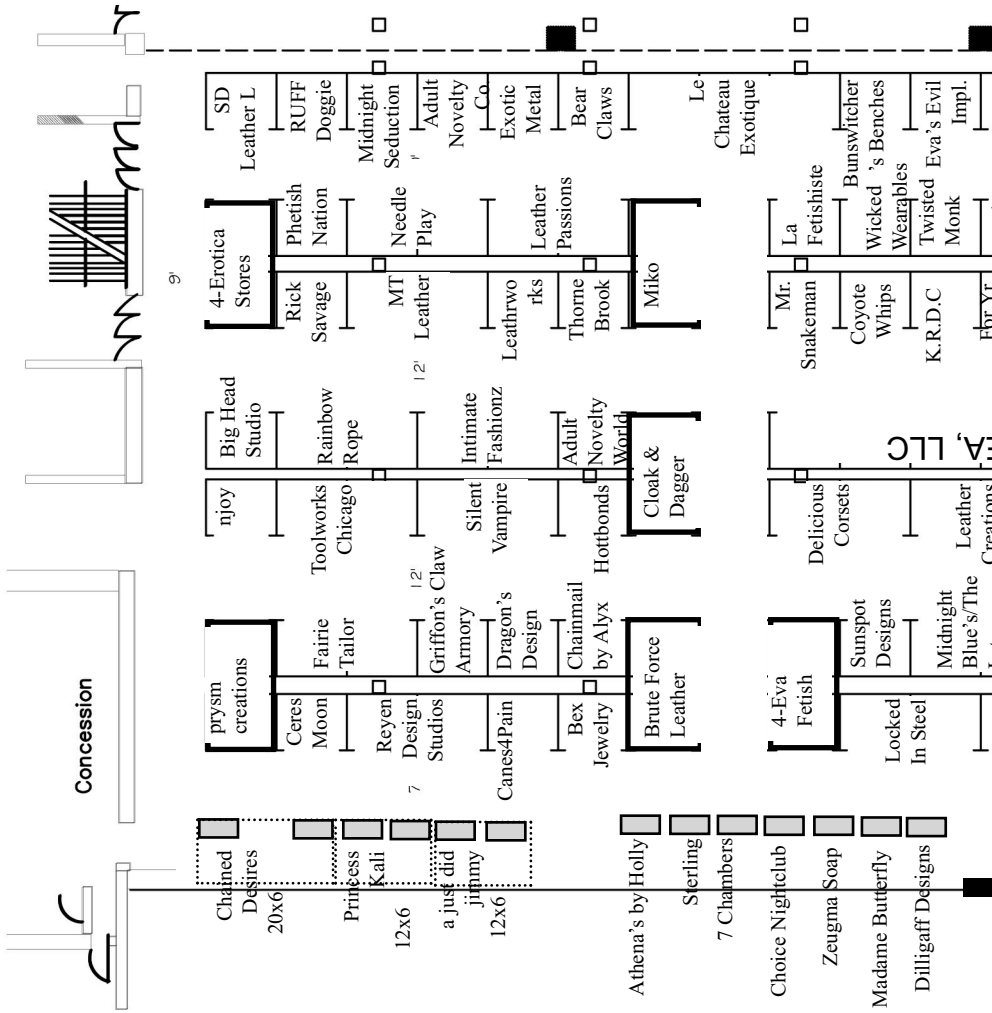 SD
Leather L
RUFF
Doggie
Midnight
Seduction
Adult
Novelty
Co.
Exotic
Metal
Bear
Claws
Le
Chateau
Exotique
Bunswitcher
's Benches
Eva's Evil
Impl.
4-Erotica
Stores
Phetish
Nation
Needle
Play
Leather
Passions
Miko
La
Fetishiste
Wicked
Wearables
Twisted
Monk
9'
Rick
Savage
MT
Leather
Leathrwo
rks
Thorne
Brook
Mr.
Snakeman
Coyote
Whips
K.R.D.C
For Yr
12'
Big Head
Studio
Rainbow
Rope
Intimate
Fashionz
Adult
Novelty
World
Cloak &
Dagger
EA, LLC
njoy
Toolworks
Chicago
Silent
Vampire
Hottbonds
Delicious
Corsets
Leather
Creations
12'
prysm
creations
Fairie
Tailor
Griffon's Claw
Armory
Dragon's
Design
Chainmail
by Alyx
Brute Force
Leather
4-Eva
Fetish
Sunspot
Designs
Midnight
Blue's/The
Concession
Ceres
Moon
Reyen
Design
Studios
Canes4Pain
Bex
Jewelry
Locked
In Steel
7
Chained
Desires
20x6
Princess
Kali
12x6
a just did
jimmy
12x6
Athena's by Holly
Sterling
7 Chambers
Choice Nightclub
Zeugma Soap
Madame Butterfly
Dilligaff Designs